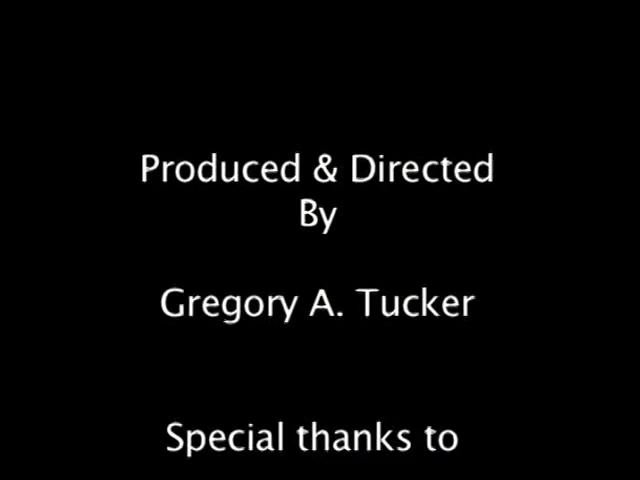 Produced & Directed
By
Gregory A. Tucker
Special thanks to